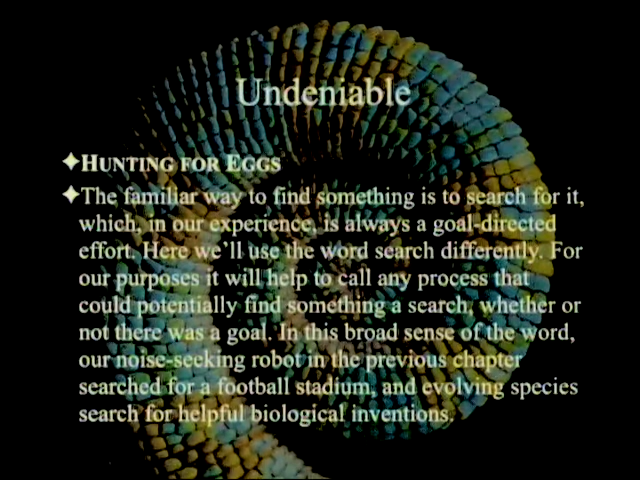 Undeniable
HUNTING FOR EGGS
The familiar way to find something is to search for it,
which, in our experience, is always a goal-directed
effort. Here we'll use the word search differently. For
our purposes it will help to call any process that
could potentially find something a search, whether or
not there was a goal. In this broad sense of the word,
our noise-seeking robot in the previous chapter
searched for a football stadium, and evolving species
search for helpful biological inventions.